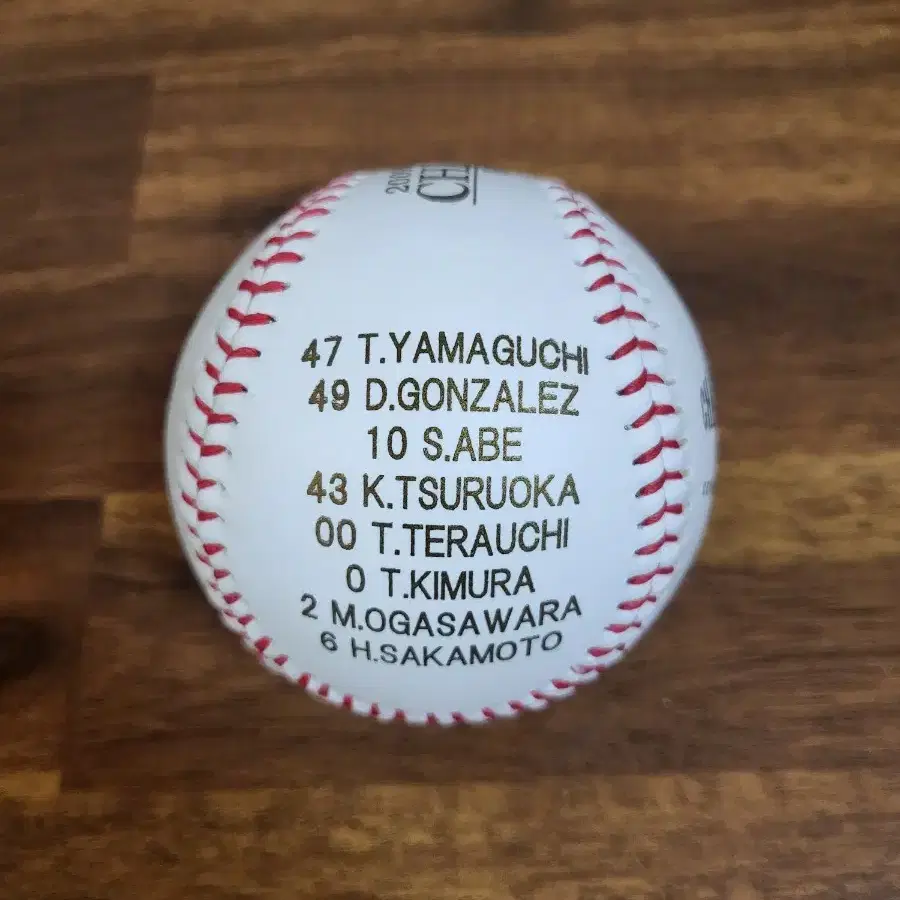 47 T.YAMAGUCHI
49 D.GONZALEZ
10 S.ABE
43 K.TSURUOKA
00 T.TERAUCHI
0 T.KIMURA
2 M.OGASAWARA
6 H.SAKAMOTO